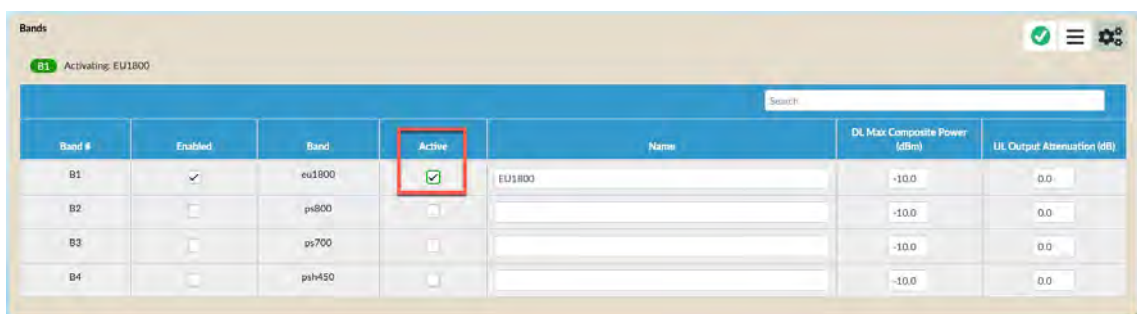 Bands
B1 Activating: EU1800
Search
Band # Enabled Band Active Name DL Max Composite Power (dBm) UL Output Attenuation (dB)
B1 eu1800 EU1800 -10.0 0.0
B2 ps800 -10.0 0.0
B3 ps700 -10.0 0.0
B4 psh450 -10.0 0.0